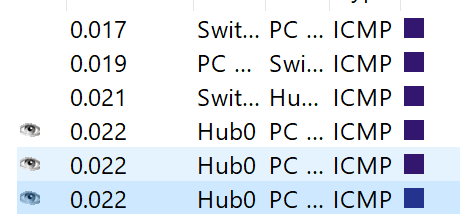 0.017 Swit... PC ... ICMP
0.019 PC ... Swi... ICMP
0.021 Swit... Hu... ICMP
0.022 Hub0 PC ... ICMP
0.022 Hub0 PC ... ICMP
0.022 Hub0 PC ... ICMP